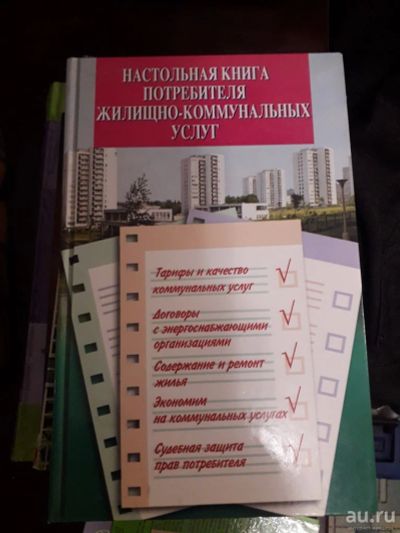 НАСТОЛЬНАЯ КНИГА
ПОТРЕБИТЕЛЯ
ЖИЛИЩНО-КОММУНАЛЬНЫХ
УСЛУГ
Тарифы и качество
коммунальных услуг
Договоры
с энергоснабжающими
организациями
Содержание и ремонт
жилья
Экономим
на коммунальных услугах
Судебная защита
прав потребителя
au.ru